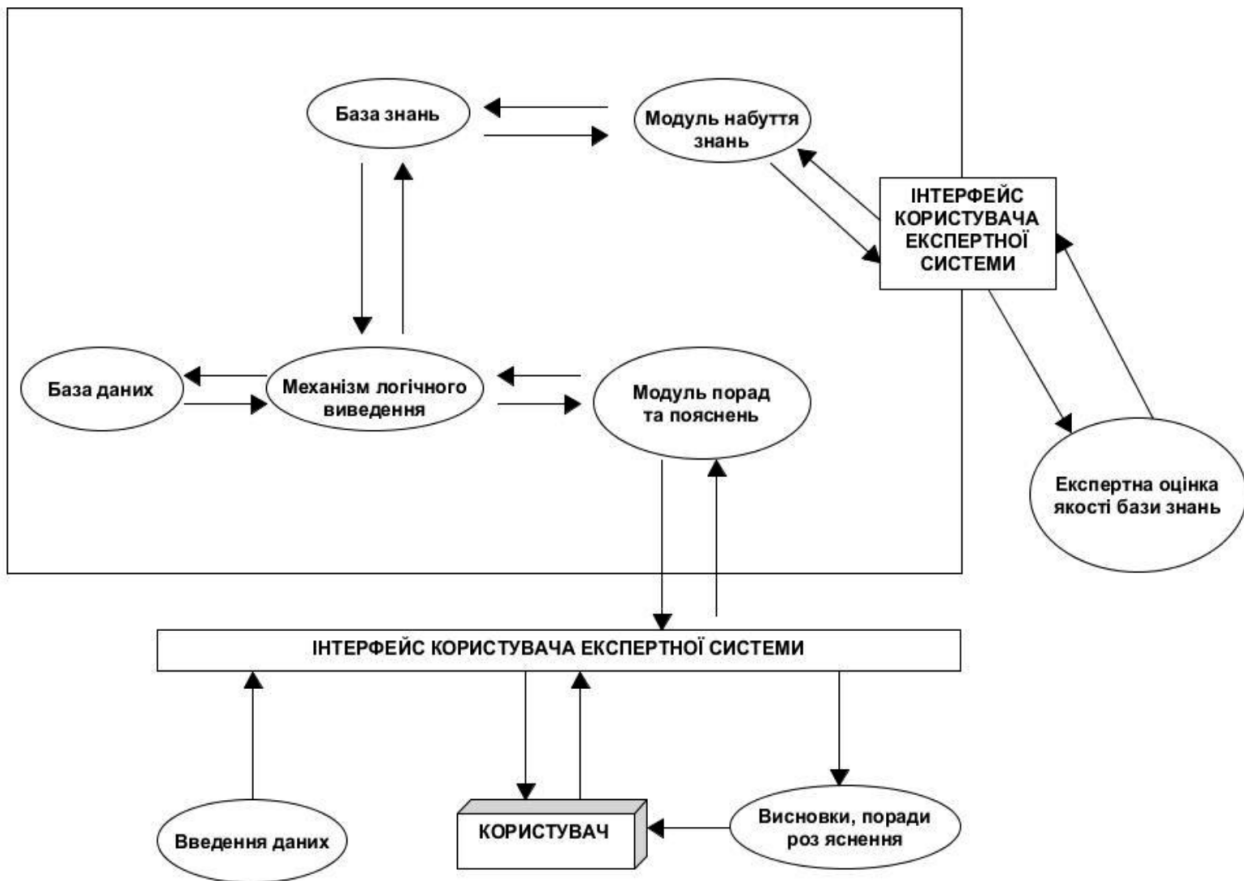 База знань
Модуль набуття
знань
ІНТЕРФЕЙС
КОРИСТУВАЧА
ЕКСПЕРТНОЇ
СИСТЕМИ
База даних
Механізм логічного
виведення
Модуль порад
та пояснень
Експертна оцінка
якості бази знань
ІНТЕРФЕЙС КОРИСТУВАЧА ЕКСПЕРТНОЇ СИСТЕМИ
Введення даних
КОРИСТУВАЧ
Висновки, поради
роз яснення